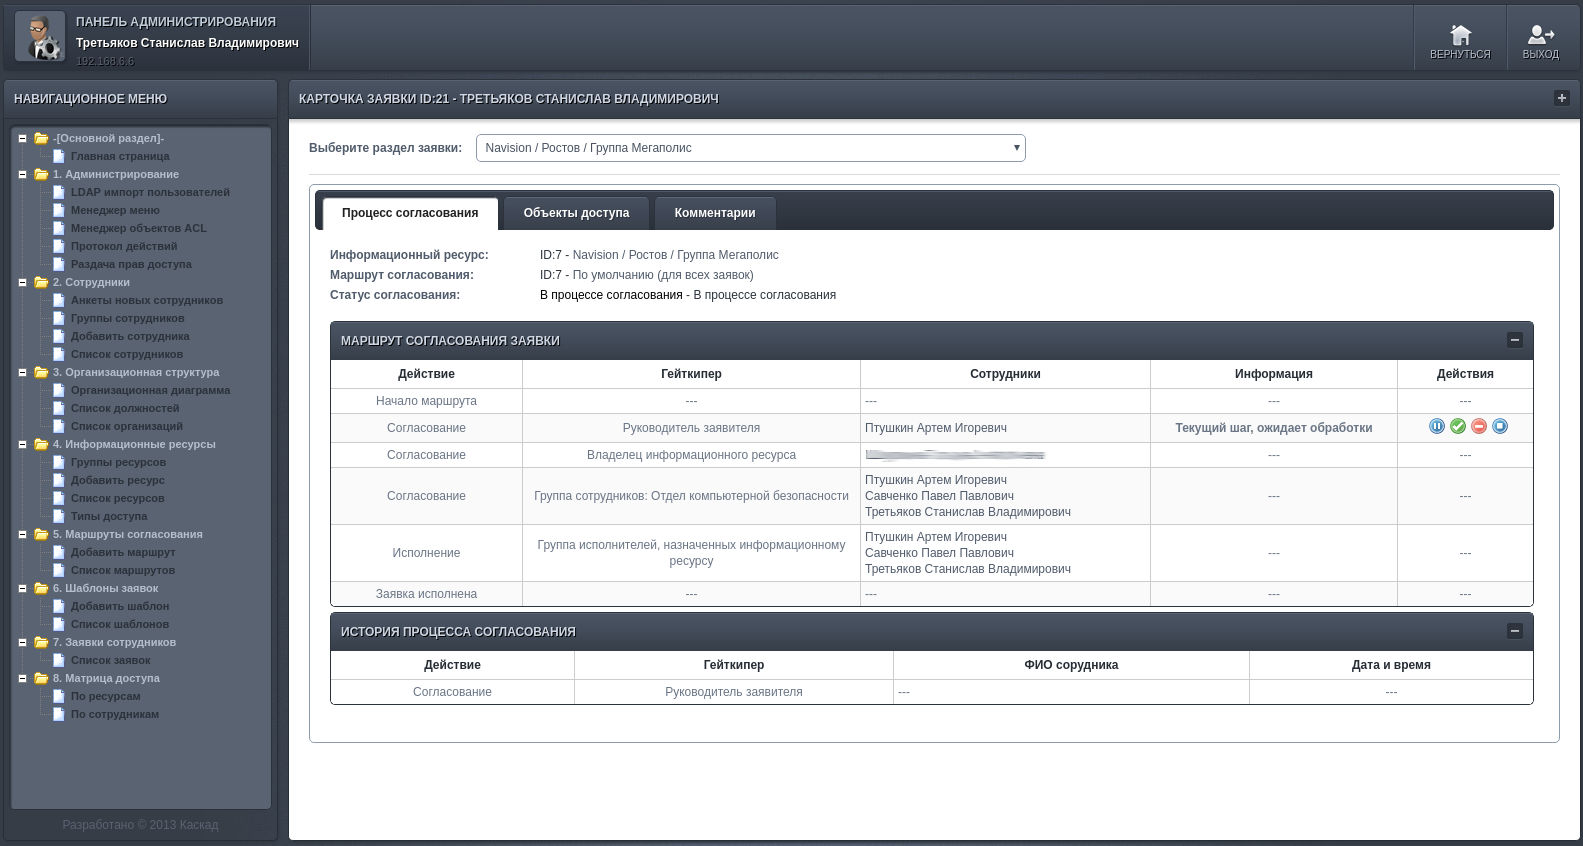 ПАНЕЛЬ АДМИНИСТРИРОВАНИЯ
Третьяков Станислав Владимирович
192.168.6.6
ВЕРНУТЬСЯ
ВЫХОД
НАВИГАЦИОННОЕ МЕНЮ
-[Основной раздел]-
Главная страница
1. Администрирование
LDAP импорт пользователей
Менеджер меню
Менеджер объектов ACL
Протокол действий
Раздача прав доступа
2. Сотрудники
Анкеты новых сотрудников
Группы сотрудников
Добавить сотрудника
Список сотрудников
3. Организационная структура
Организационная диаграмма
Список должностей
Список организаций
4. Информационные ресурсы
Группы ресурсов
Добавить ресурс
Список ресурсов
Типы доступа
5. Маршруты согласования
Добавить маршрут
Список маршрутов
6. Шаблоны заявок
Добавить шаблон
Список шаблонов
7. Заявки сотрудников
Список заявок
8. Матрица доступа
По ресурсам
По сотрудникам
Разработано © 2013 Каскад
КАРТОЧКА ЗАЯВКИ ID:21 - ТРЕТЬЯКОВ СТАНИСЛАВ ВЛАДИМИРОВИЧ
Выберите раздел заявки: Navision / Ростов / Группа Мегаполис
Процесс согласования Объекты доступа Комментарии
Информационный ресурс: ID:7 - Navision / Ростов / Группа Мегаполис
Маршрут согласования: ID:7 - По умолчанию (для всех заявок)
Статус согласования: В процессе согласования - В процессе согласования
МАРШРУТ СОГЛАСОВАНИЯ ЗАЯВКИ
Действие Гейткипер Сотрудники Информация Действия
Начало маршрута --- --- --- ---
Согласование Руководитель заявителя Птушкин Артем Игоревич Текущий шаг, ожидает обработки
Согласование Владелец информационного ресурса --- ---
Согласование Группа сотрудников: Отдел компьютерной безопасности Птушкин Артем Игоревич
Савченко Павел Павлович
Третьяков Станислав Владимирович --- ---
Исполнение Группа исполнителей, назначенных информационному
ресурсу Птушкин Артем Игоревич
Савченко Павел Павлович
Третьяков Станислав Владимирович --- ---
Заявка исполнена --- --- --- ---
ИСТОРИЯ ПРОЦЕССА СОГЛАСОВАНИЯ
Действие Гейткипер ФИО сорудника Дата и время
Согласование Руководитель заявителя --- ---